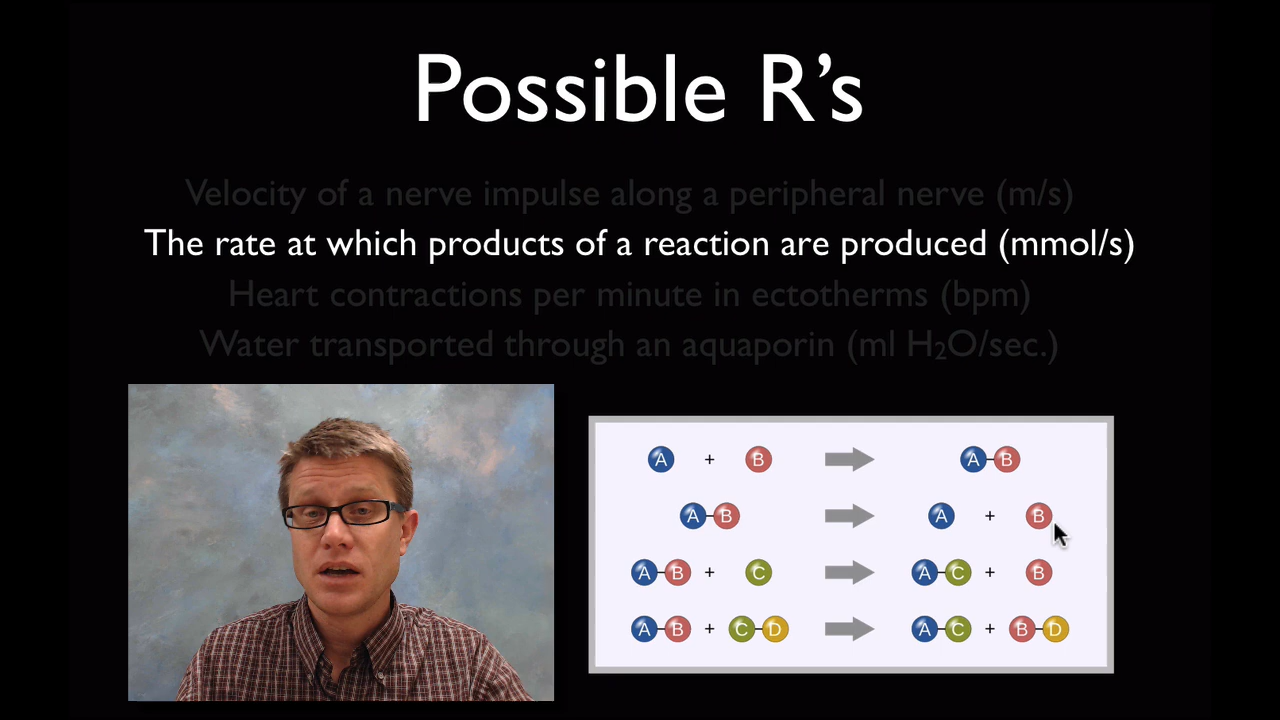 Possible R’s
Velocity of a nerve impulse along a peripheral nerve (m/s)
The rate at which products of a reaction are produced (mmol/s)
Heart contractions per minute in ectotherms (bpm)
Water transported through an aquaporin (ml H₂O/sec.)
A + B A B
A B A + B
A B + C A C + B
A B + C D A C + B D